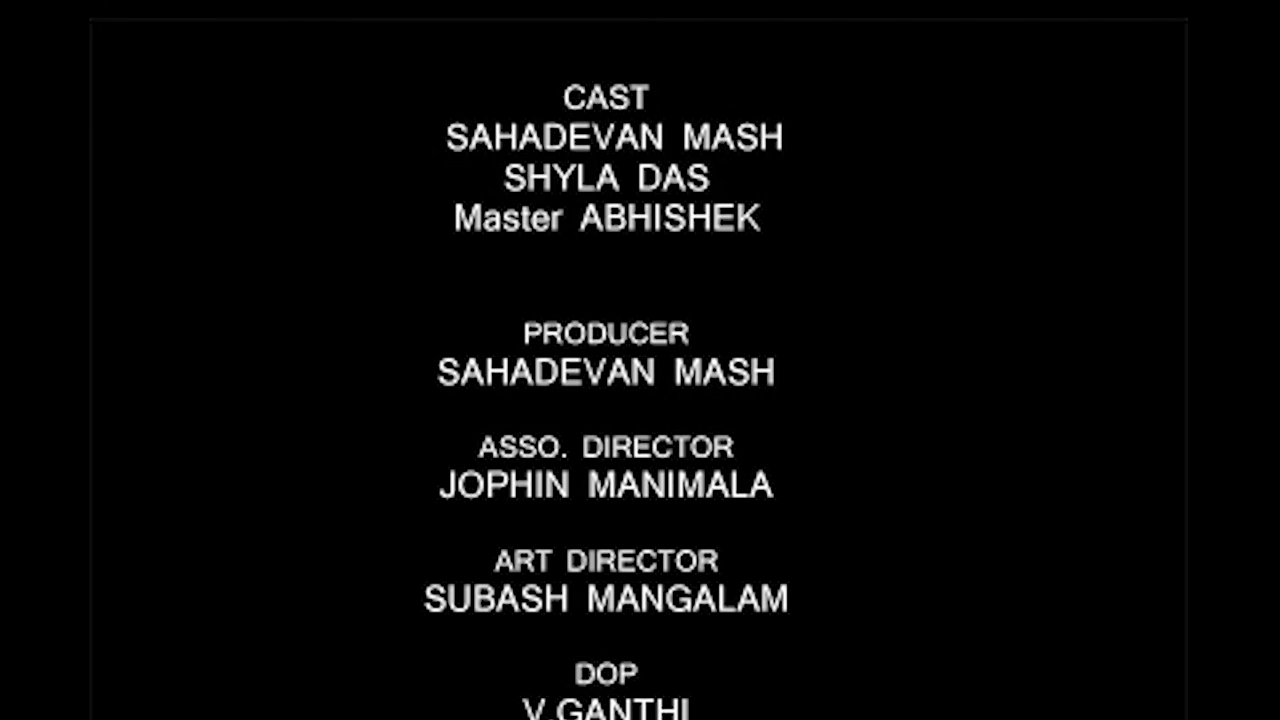 CAST
SAHADEVAN MASH
SHYLA DAS
Master ABHISHEK
PRODUCER
SAHADEVAN MASH
ASSO. DIRECTOR
JOPHIN MANIMALA
ART DIRECTOR
SUBASH MANGALAM
DOP
V.GANTHI